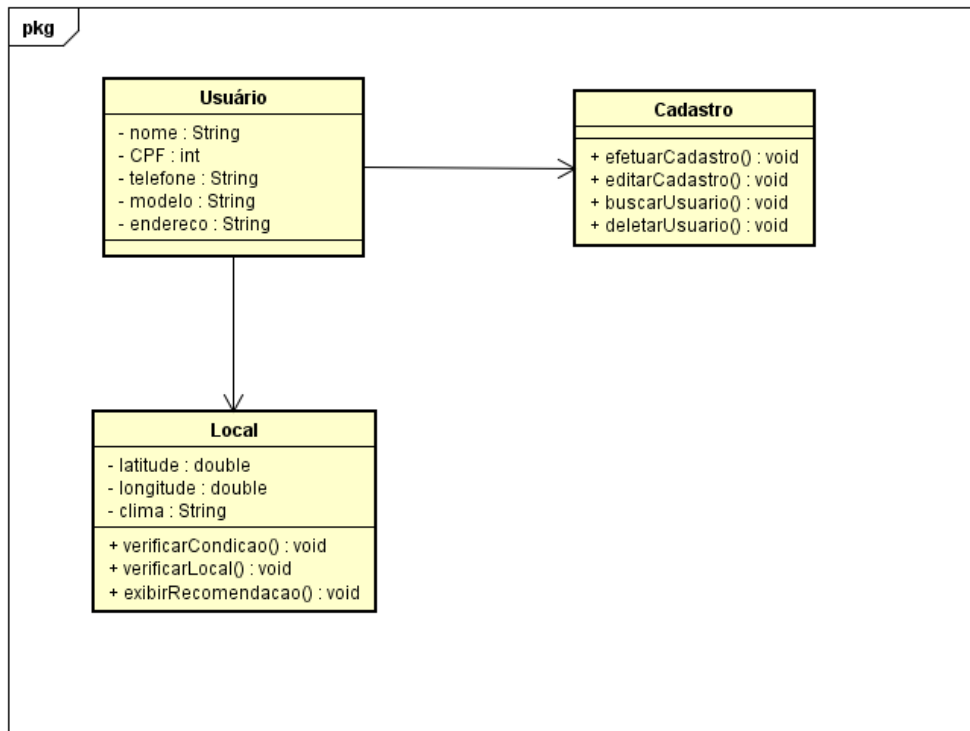 pkg
Usuário
- nome : String
- CPF : int
- telefone : String
- modelo : String
- endereco : String
Cadastro
+ efetuarCadastro() : void
+ editarCadastro() : void
+ buscarUsuario() : void
+ deletarUsuario() : void
Local
- latitude : double
- longitude : double
- clima : String
+ verificarCondicao() : void
+ verificarLocal() : void
+ exibirRecomendacao() : void